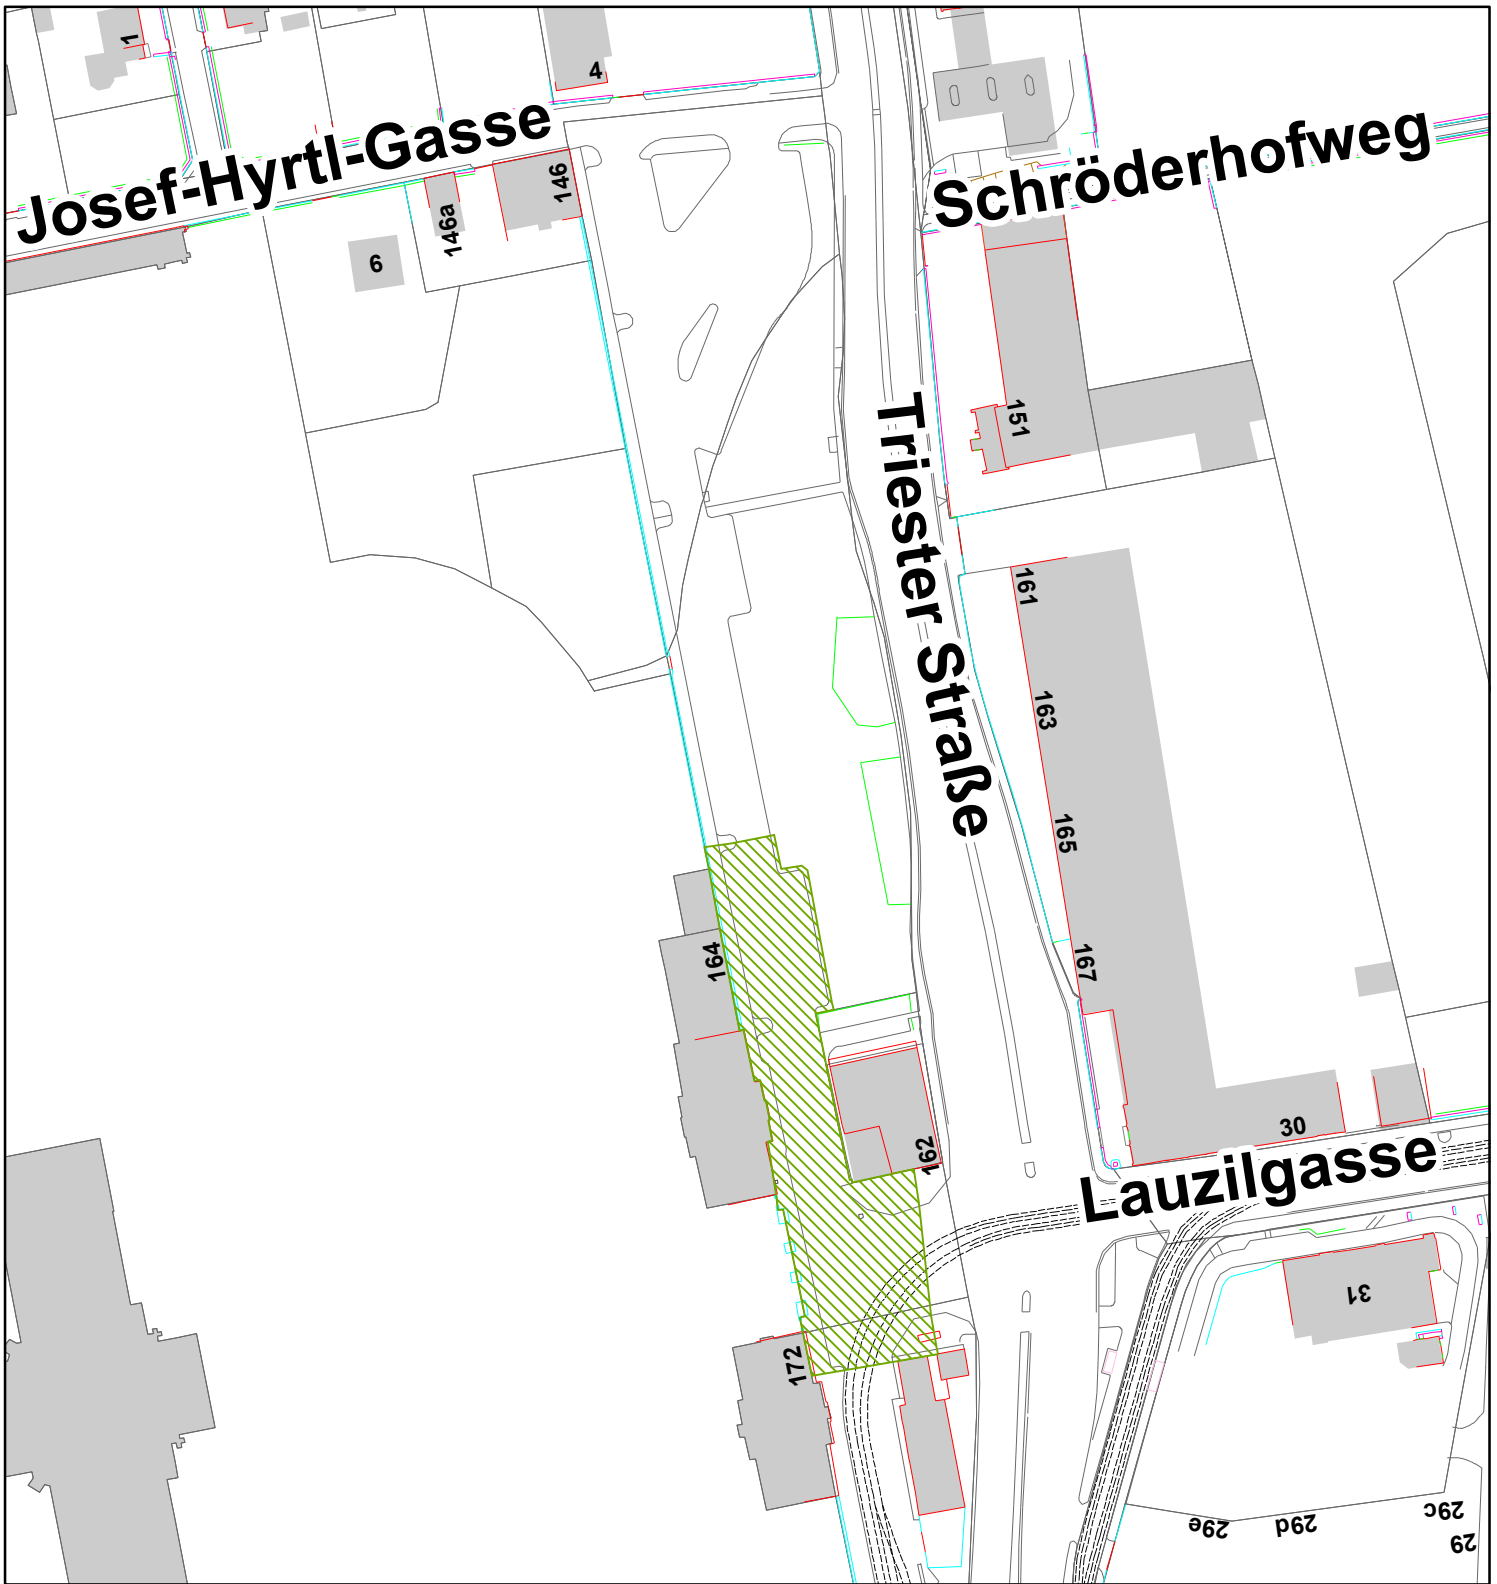 1
4
Josef-Hyrtl-Gasse
Schröderhofweg
146
146a
6
151
Triester Straße
161
163
165
167
164
162
30
Lauzilgasse
31
172
29e
29d
29c
29